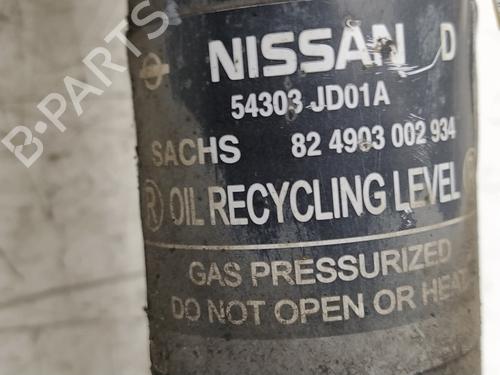 NISSAN D
54303 JD01A
SACHS 82 4903 002 934
R OIL RECYCLING LEVEL
GAS PRESSURIZED
DO NOT OPEN OR HEAT
B-PARTS